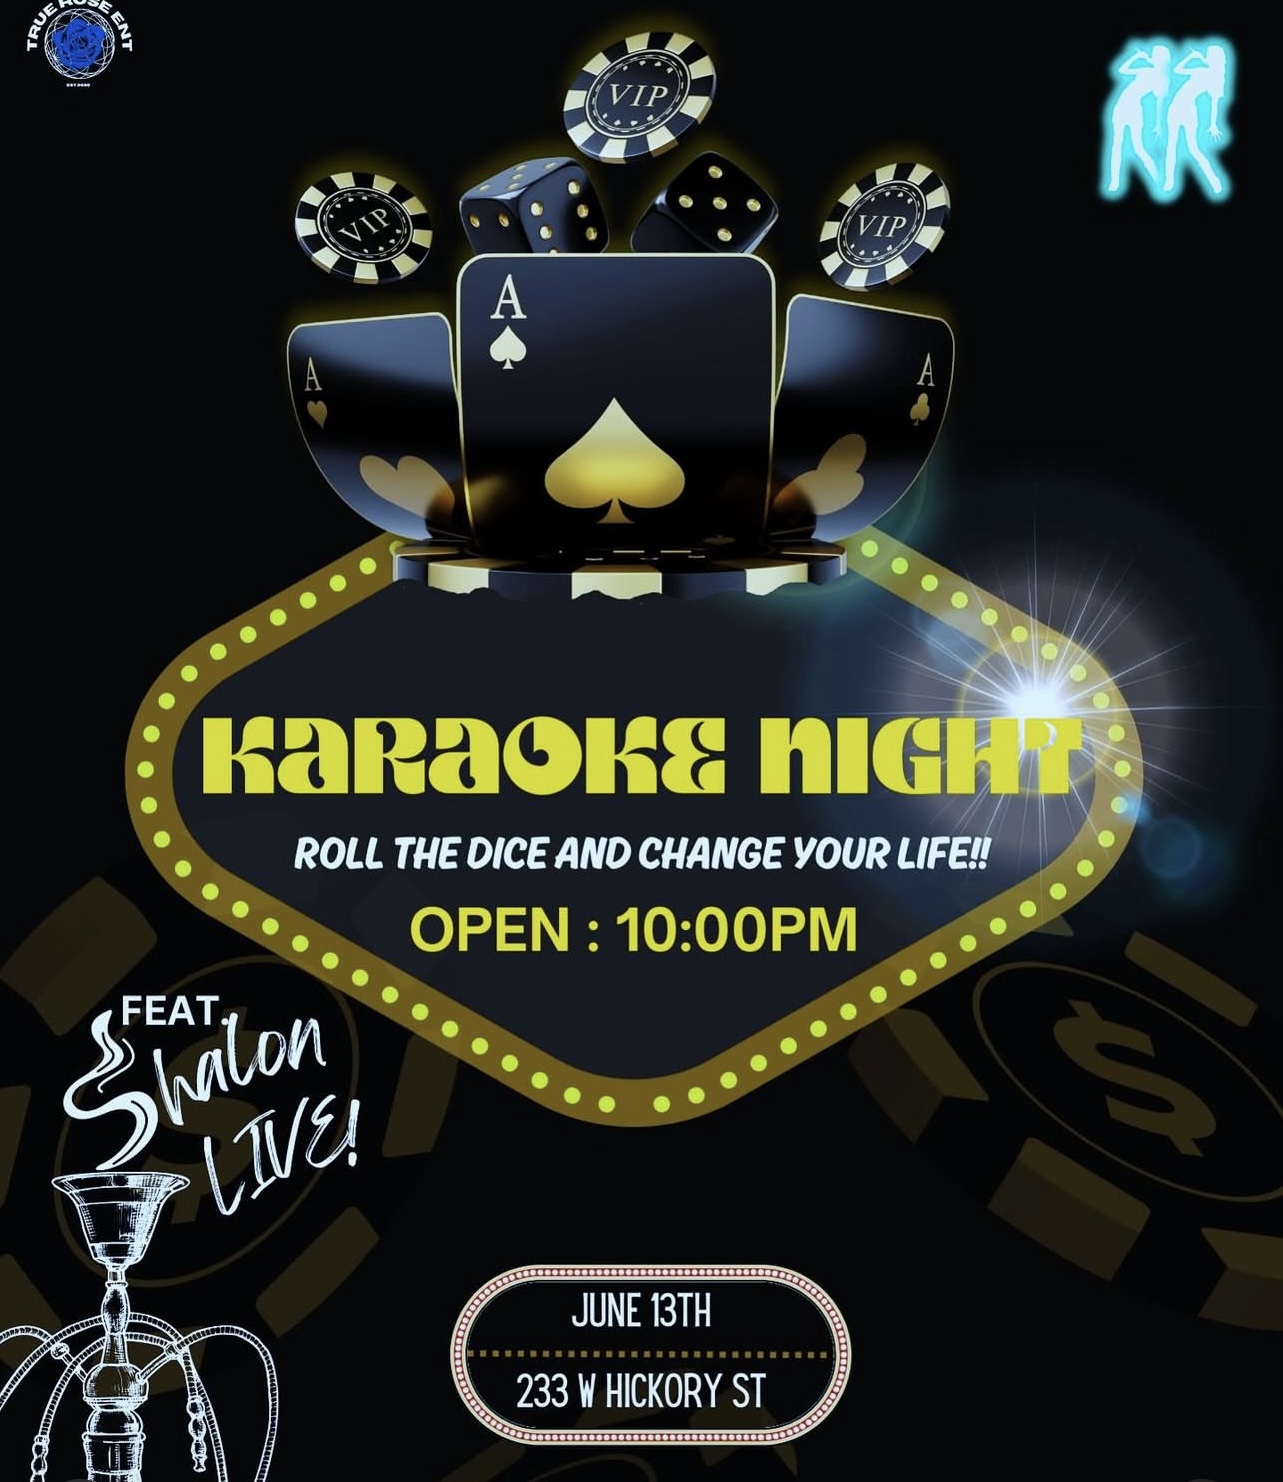 TRUE ROSE ENT
VIP
VIP
VIP
A
A
A
KARAOKE NIGHT
ROLL THE DICE AND CHANGE YOUR LIFE!!
OPEN : 10:00PM
FEAT.
Shalon
LIVE!
$
JUNE 13TH
233 W HICKORY ST